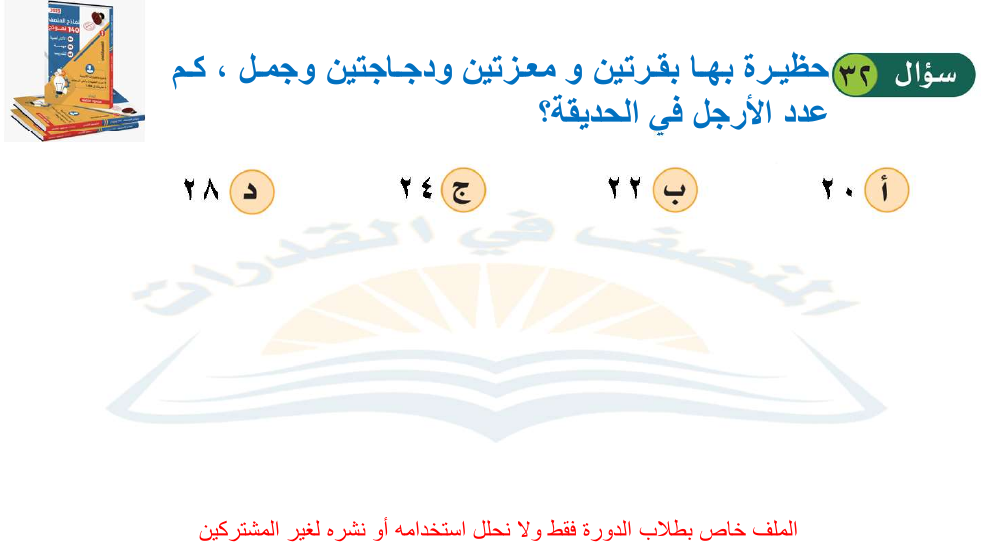 سؤال ٣٢
حظيرة بها بقرتين و معزتين ودجاجتين وجمل ، كم
عدد الأرجل في الحديقة؟
أ ٢٠
ب ٢٢
ج ٢٤
د ٢٨
المنصف في القدرات
الملف خاص بطلاب الدورة فقط ولا نحلل استخدامه أو نشره لغير المشتركين